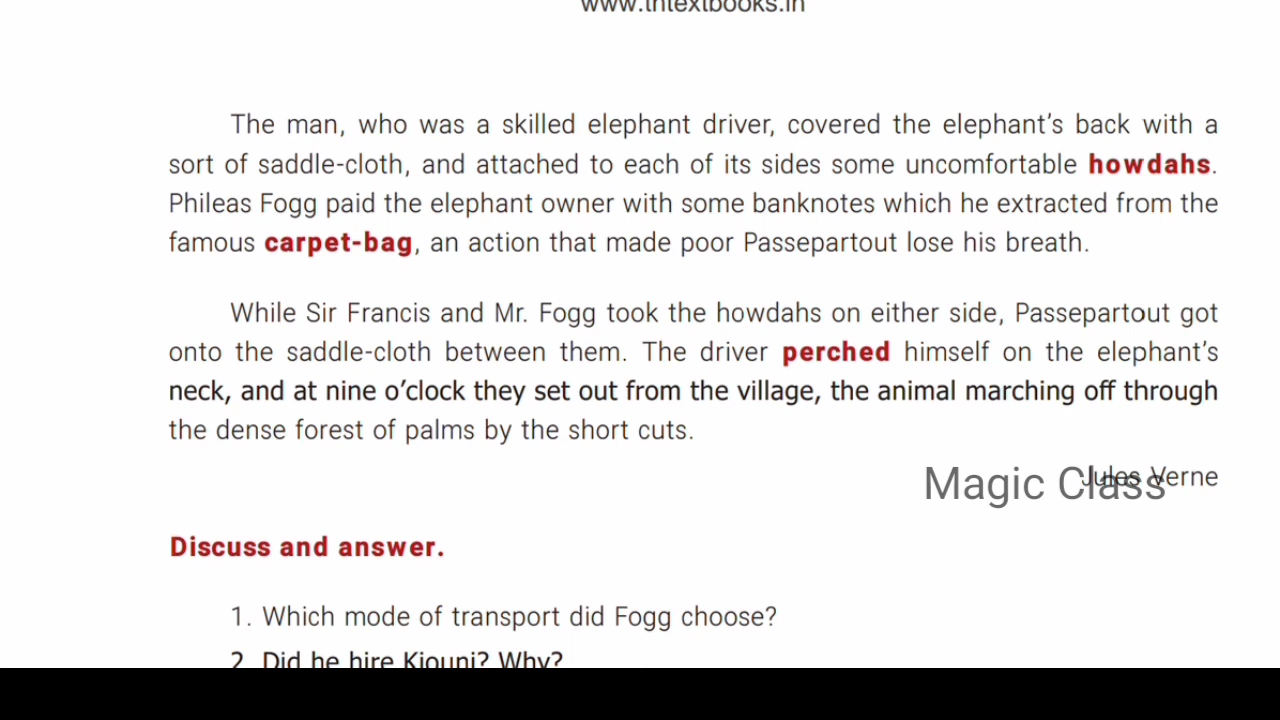 www.tntextbooks.in
The man, who was a skilled elephant driver, covered the elephant's back with a
sort of saddle-cloth, and attached to each of its sides some uncomfortable howdahs.
Phileas Fogg paid the elephant owner with some banknotes which he extracted from the
famous carpet-bag, an action that made poor Passepartout lose his breath.
While Sir Francis and Mr. Fogg took the howdahs on either side, Passepartout got
onto the saddle-cloth between them. The driver perched himself on the elephant's
neck, and at nine o'clock they set out from the village, the animal marching off through
the dense forest of palms by the short cuts.
Jules Verne
Magic Class
Discuss and answer.
1. Which mode of transport did Fogg choose?
2. Did he hire Kiouni? Why?